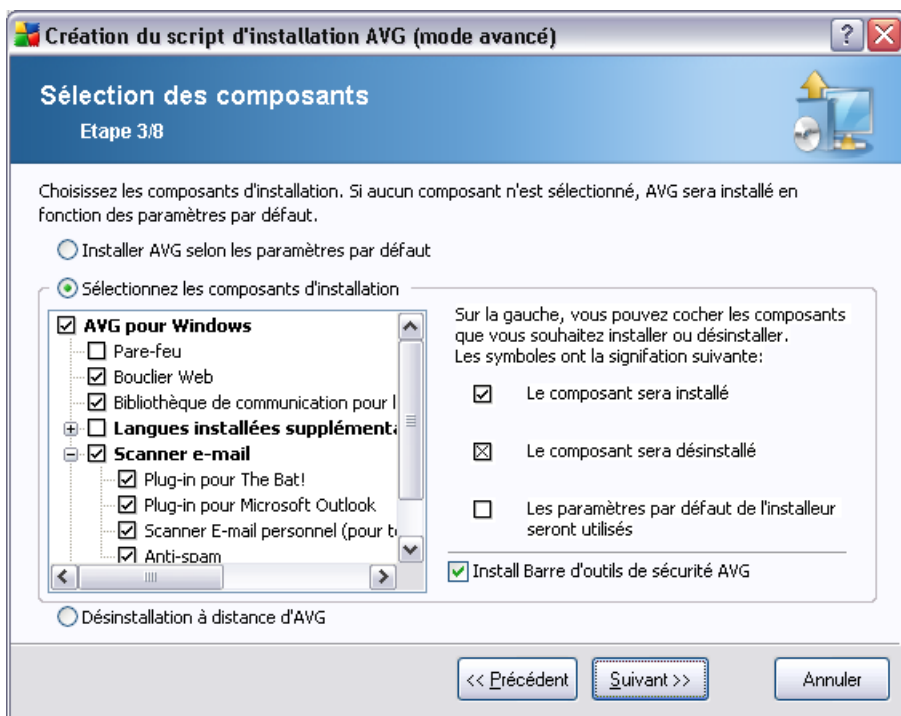 Création du script d'installation AVG (mode avancé)
Sélection des composants
Etape 3/8
Choisissez les composants d'installation. Si aucun composant n'est sélectionné, AVG sera installé en
fonction des paramètres par défaut.
Installer AVG selon les paramètres par défaut
Sélectionnez les composants d'installation
AVG pour Windows
Pare-feu
Bouclier Web
Bibliothèque de communication pour l
Langues installées supplémenta
Scanner e-mail
Plug-in pour The Bat!
Plug-in pour Microsoft Outlook
Scanner E-mail personnel (pour to
Anti-spam
Sur la gauche, vous pouvez cocher les composants
que vous souhaitez installer ou désinstaller.
Les symboles ont la signifation suivante:
Le composant sera installé
Le composant sera désinstallé
Les paramètres par défaut de l'installeur
seront utilisés
Install Barre d'outils de sécurité AVG
Désinstallation à distance d'AVG
<< Précédent
Suivant >>
Annuler